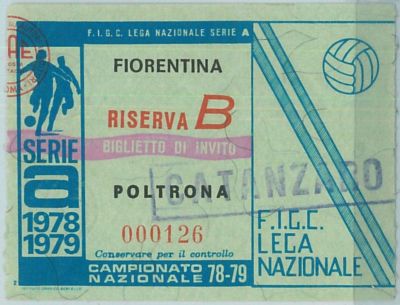 F.I.G.C. LEGA NAZIONALE SERIE A
FIORENTINA
RISERVA B
BIGLIETTO DI INVITO
SERIE
a
1978
1979
POLTRONA
CATANZARO
000126
Conservare per il controllo
CAMPIONATO
NAZIONALE 78-79
F.I.G.C.
LEGA
NAZIONALE